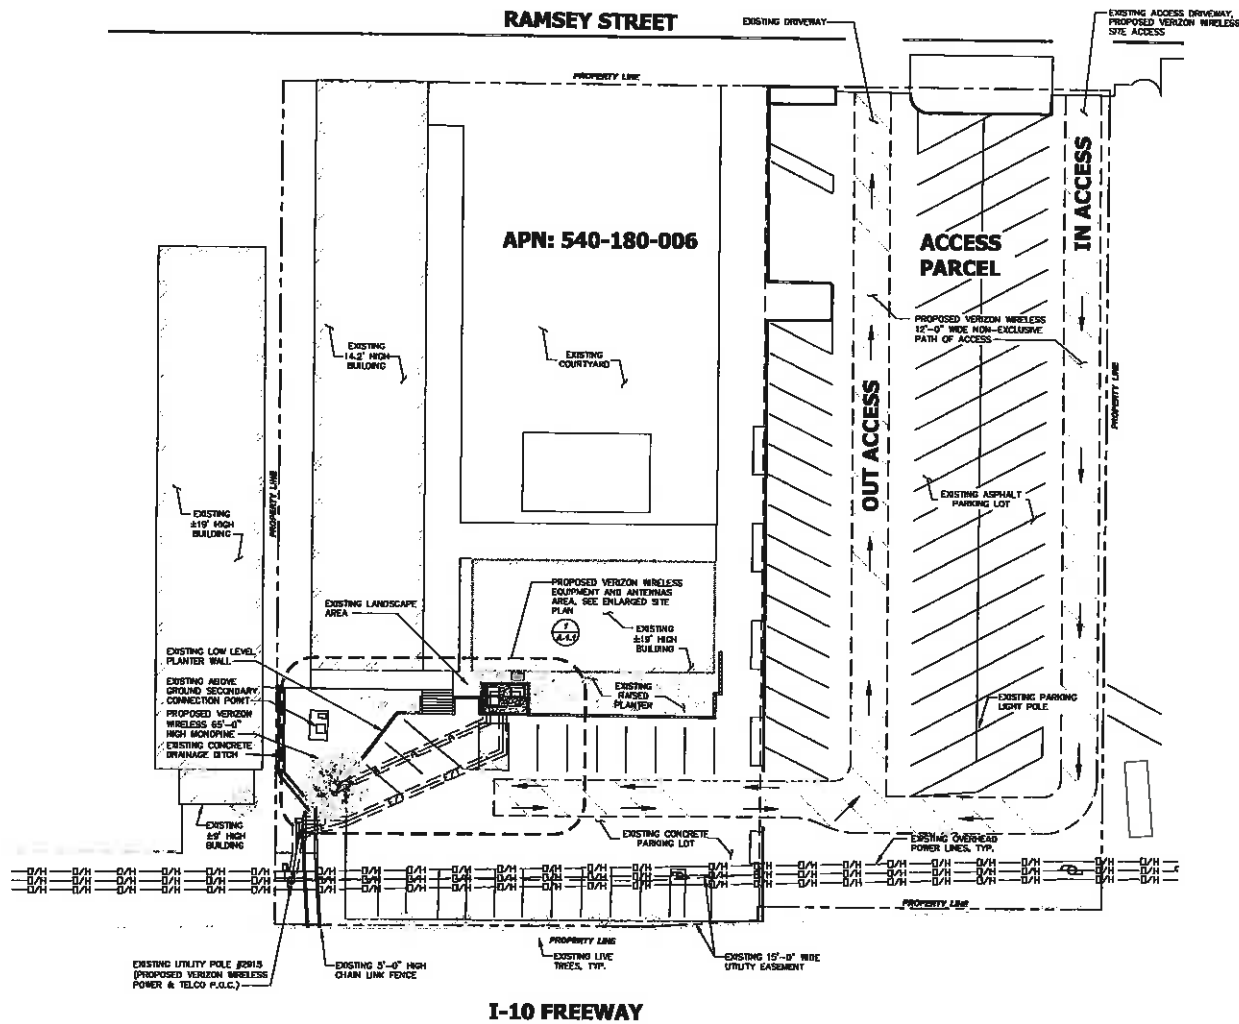 RAMSEY STREET
EXISTING DRIVEWAY
EXISTING ACCESS DRIVEWAY,
PROPOSED VERIZON WIRELESS
SITE ACCESS
PROPERTY LINE
APN: 540-180-006
ACCESS
PARCEL
IN ACCESS
PROPOSED VERIZON WIRELESS
12'-0" WIDE NON-EXCLUSIVE
PATH OF ACCESS
EXISTING
14.2' HIGH
BUILDING
EXISTING
COURTYARD
OUT ACCESS
PROPERTY LINE
PROPERTY LINE
EXISTING
±19' HIGH
BUILDING
EXISTING ASPHALT
PARKING LOT
PROPOSED VERIZON WIRELESS
EQUIPMENT AND ANTENNAS
AREA, SEE ENLARGED SITE
PLAN
1
A-1.1
EXISTING
±19' HIGH
BUILDING
EXISTING LANDSCAPE
AREA
EXISTING LOW LEVEL
PLANTER WALL
EXISTING ABOVE
GROUND SECONDARY
CONNECTION POINT
PROPOSED VERIZON
WIRELESS 65'-0"
HIGH MONOPINE
EXISTING CONCRETE
DRAINAGE DITCH
EXISTING
RAISED
PLANTER
EXISTING PARKING
LIGHT POLE
EXISTING
±9' HIGH
BUILDING
EXISTING CONCRETE
PARKING LOT
EXISTING OVERHEAD
POWER LINES, TYP.
O/H O/H O/H O/H O/H O/H O/H O/H O/H O/H O/H O/H O/H O/H O/H O/H O/H O/H O/H O/H O/H O/H O/H O/H O/H
O/H O/H O/H O/H O/H O/H O/H O/H O/H O/H O/H O/H O/H O/H O/H O/H O/H O/H O/H O/H O/H O/H O/H O/H O/H
O/H O/H O/H O/H O/H O/H O/H O/H O/H O/H O/H O/H O/H O/H O/H O/H O/H O/H O/H O/H O/H O/H O/H O/H O/H
PROPERTY LINE
PROPERTY LINE
EXISTING LIVE
TREES, TYP.
EXISTING 15'-0" WIDE
UTILITY EASEMENT
EXISTING UTILITY POLE #2915
(PROPOSED VERIZON WIRELESS
POWER & TELCO P.O.C.)
EXISTING 5'-0" HIGH
CHAIN LINK FENCE
I-10 FREEWAY